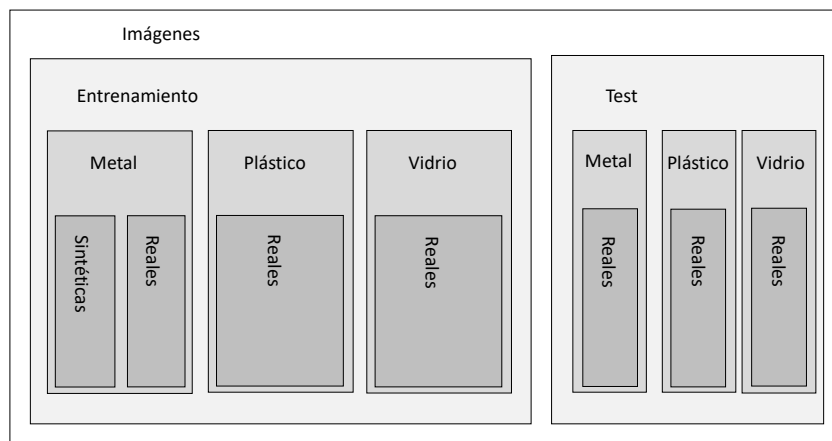 Imágenes
Entrenamiento
Test
Metal
Plástico
Vidrio
Metal
Plástico
Vidrio
Sintéticas
Reales
Reales
Reales
Reales
Reales
Reales